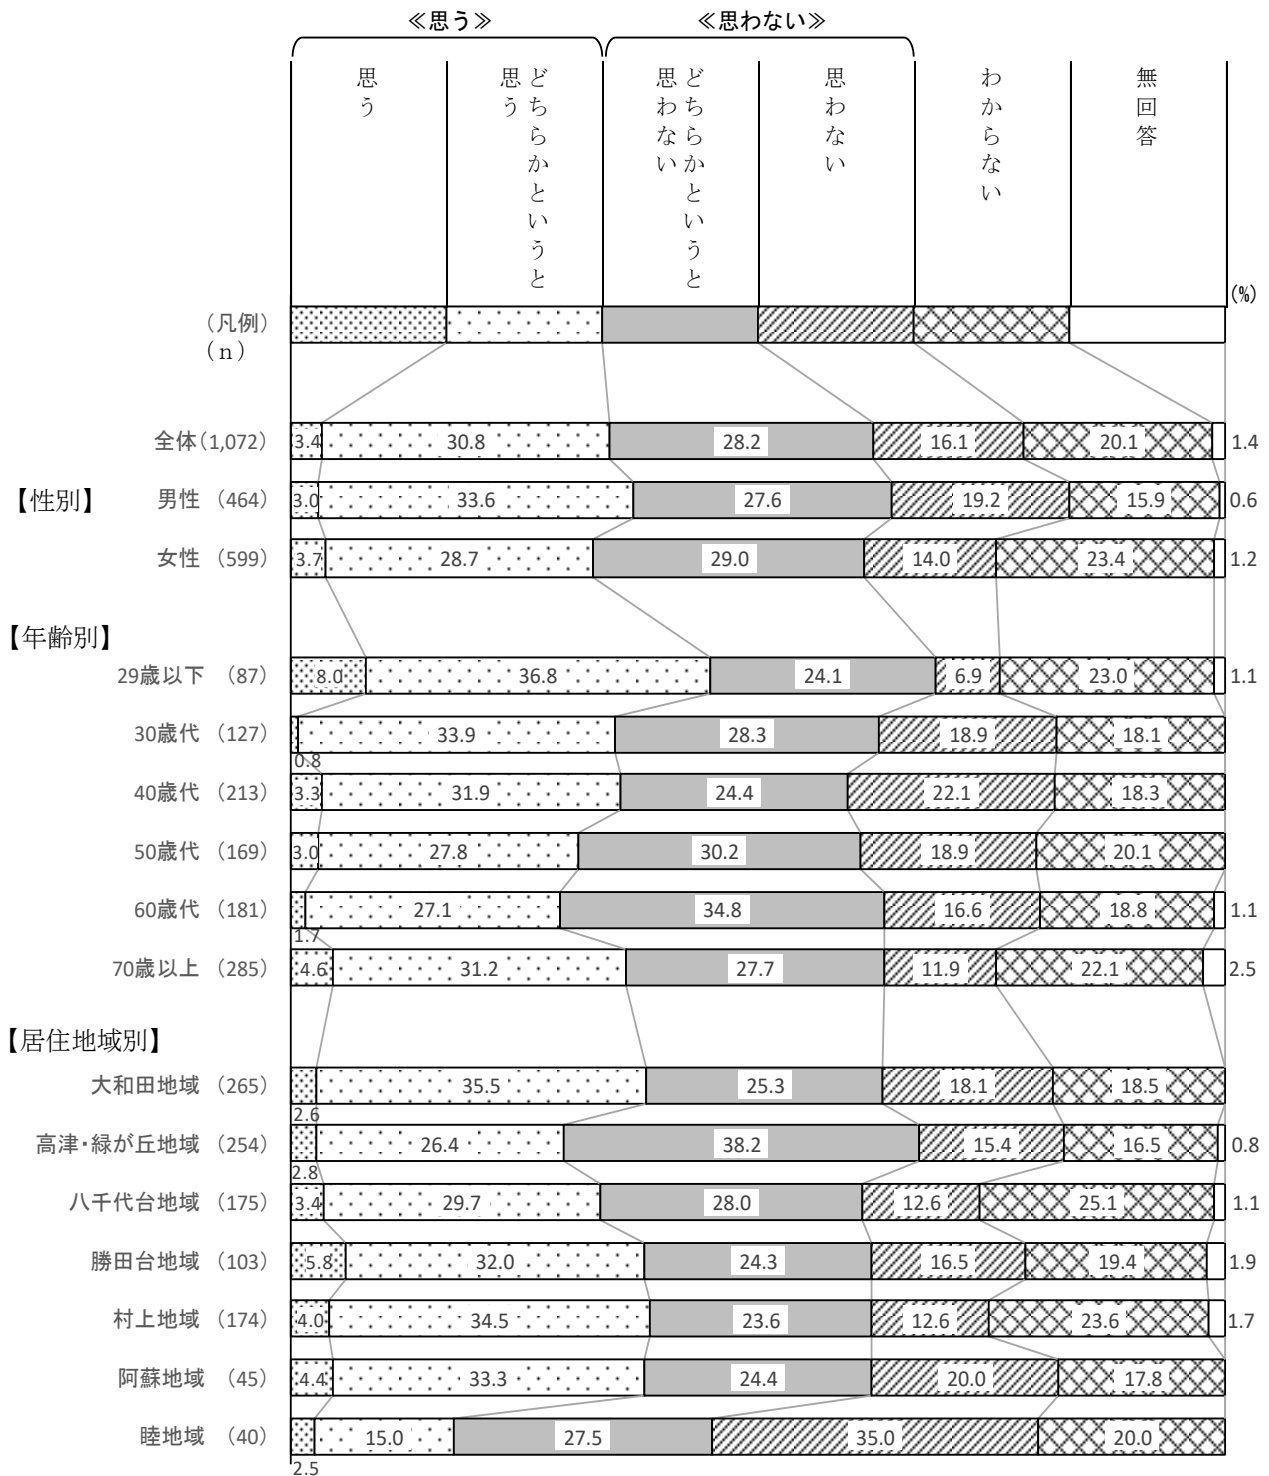 ≪思う≫ ≪思わない≫
思う
どちらかというと
思う
どちらかというと
思わない
思わない
わからない
無回答
(%)
(凡例)
(n)
全体(1,072) 3.4 30.8 28.2 16.1 20.1 1.4
【性別】 男性 (464) 3.0 33.6 27.6 19.2 15.9 0.6
女性 (599) 3.7 28.7 29.0 14.0 23.4 1.2
【年齢別】
29歳以下 (87) 8.0 36.8 24.1 6.9 23.0 1.1
30歳代 (127) 33.9 28.3 18.9 18.1
0.8
40歳代 (213) 3.3 31.9 24.4 22.1 18.3
50歳代 (169) 3.0 27.8 30.2 18.9 20.1
60歳代 (181) 27.1 34.8 16.6 18.8 1.1
1.7
70歳以上 (285) 4.6 31.2 27.7 11.9 22.1 2.5
【居住地域別】
大和田地域 (265) 35.5 25.3 18.1 18.5
2.6
高津・緑が丘地域 (254) 26.4 38.2 15.4 16.5 0.8
2.8
八千代台地域 (175) 3.4 29.7 28.0 12.6 25.1 1.1
勝田台地域 (103) 5.8 32.0 24.3 16.5 19.4 1.9
村上地域 (174) 4.0 34.5 23.6 12.6 23.6 1.7
阿蘇地域 (45) 4.4 33.3 24.4 20.0 17.8
睦地域 (40) 15.0 27.5 35.0 20.0
2.5